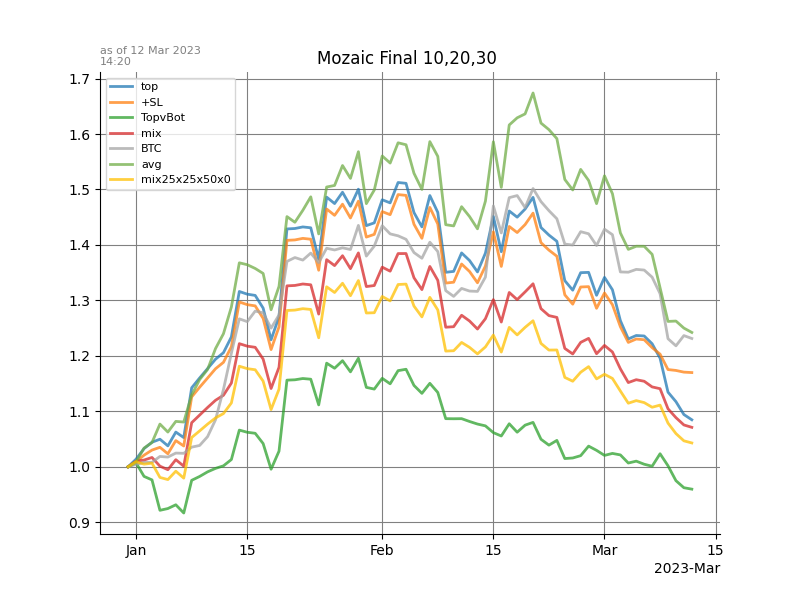 as of 12 Mar 2023
14:20
Mozaic Final 10,20,30
1.7
1.6
1.5
1.4
1.3
1.2
1.1
1.0
0.9
top
+SL
TopvBot
mix
BTC
avg
mix25x25x50x0
Jan
15
Feb
15
Mar
15
2023-Mar